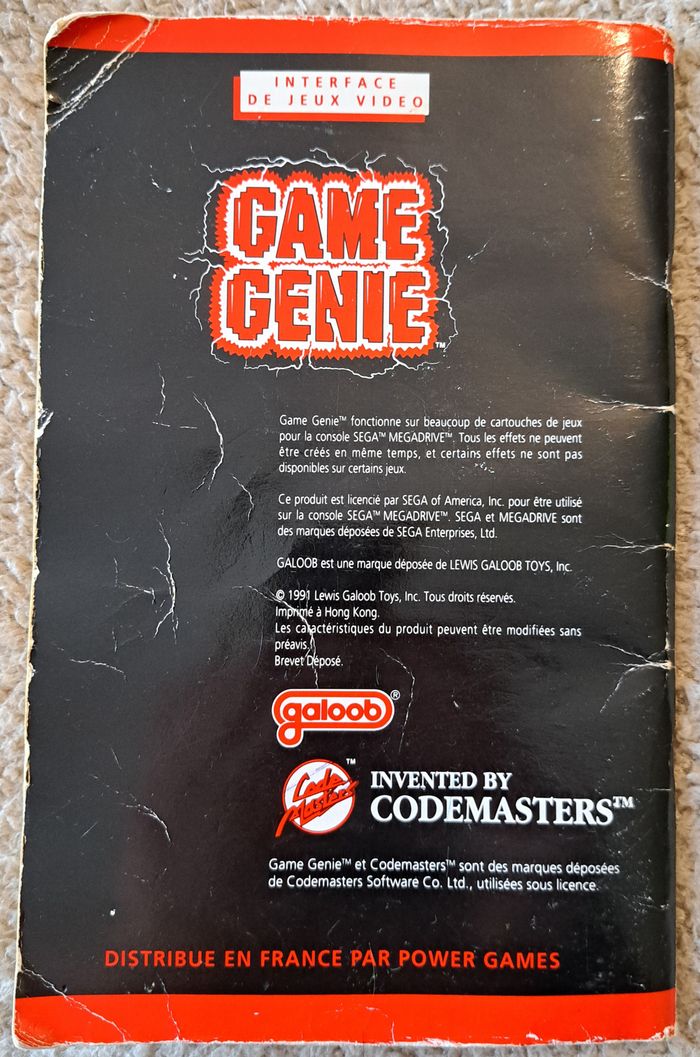 INTERFACE
DE JEUX VIDEO
GAME
GENIE™
Game Genie™ fonctionne sur beaucoup de cartouches de jeux
pour la console SEGA™ MEGADRIVE™. Tous les effets ne peuvent
être créés en même temps, et certains effets ne sont pas
disponibles sur certains jeux.
Ce produit est licencié par SEGA of America, Inc. pour être utilisé
sur la console SEGA™ MEGADRIVE™. SEGA et MEGADRIVE sont
des marques déposées de SEGA Enterprises, Ltd.
GALOOB est une marque déposée de LEWIS GALOOB TOYS, Inc.
© 1991 Lewis Galoob Toys, Inc. Tous droits réservés.
Imprimé à Hong Kong.
Les caractéristiques du produit peuvent être modifiées sans
préavis.
Brevet Déposé.
galoob®
Code Masters™
INVENTED BY
CODEMASTERS™
Game Genie™ et Codemasters™ sont des marques déposées
de Codemasters Software Co. Ltd., utilisées sous licence.
DISTRIBUE EN FRANCE PAR POWER GAMES